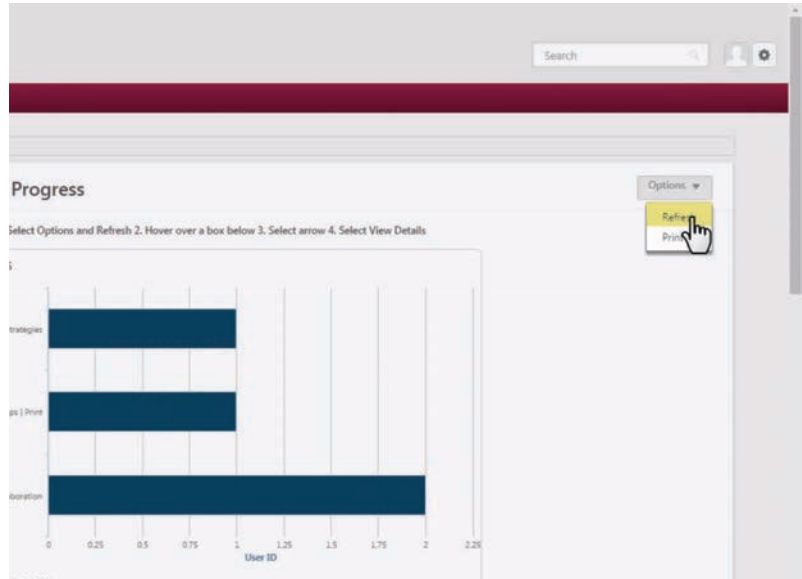 Search
Progress
Options
Refresh
Print
Select Options and Refresh 2. Hover over a box below 3. Select arrow 4. Select View Details
s
trategies
ps | Print
boration
0 0.25 0.5 0.75 1 1.25 1.5 1.75 2 2.25
User ID